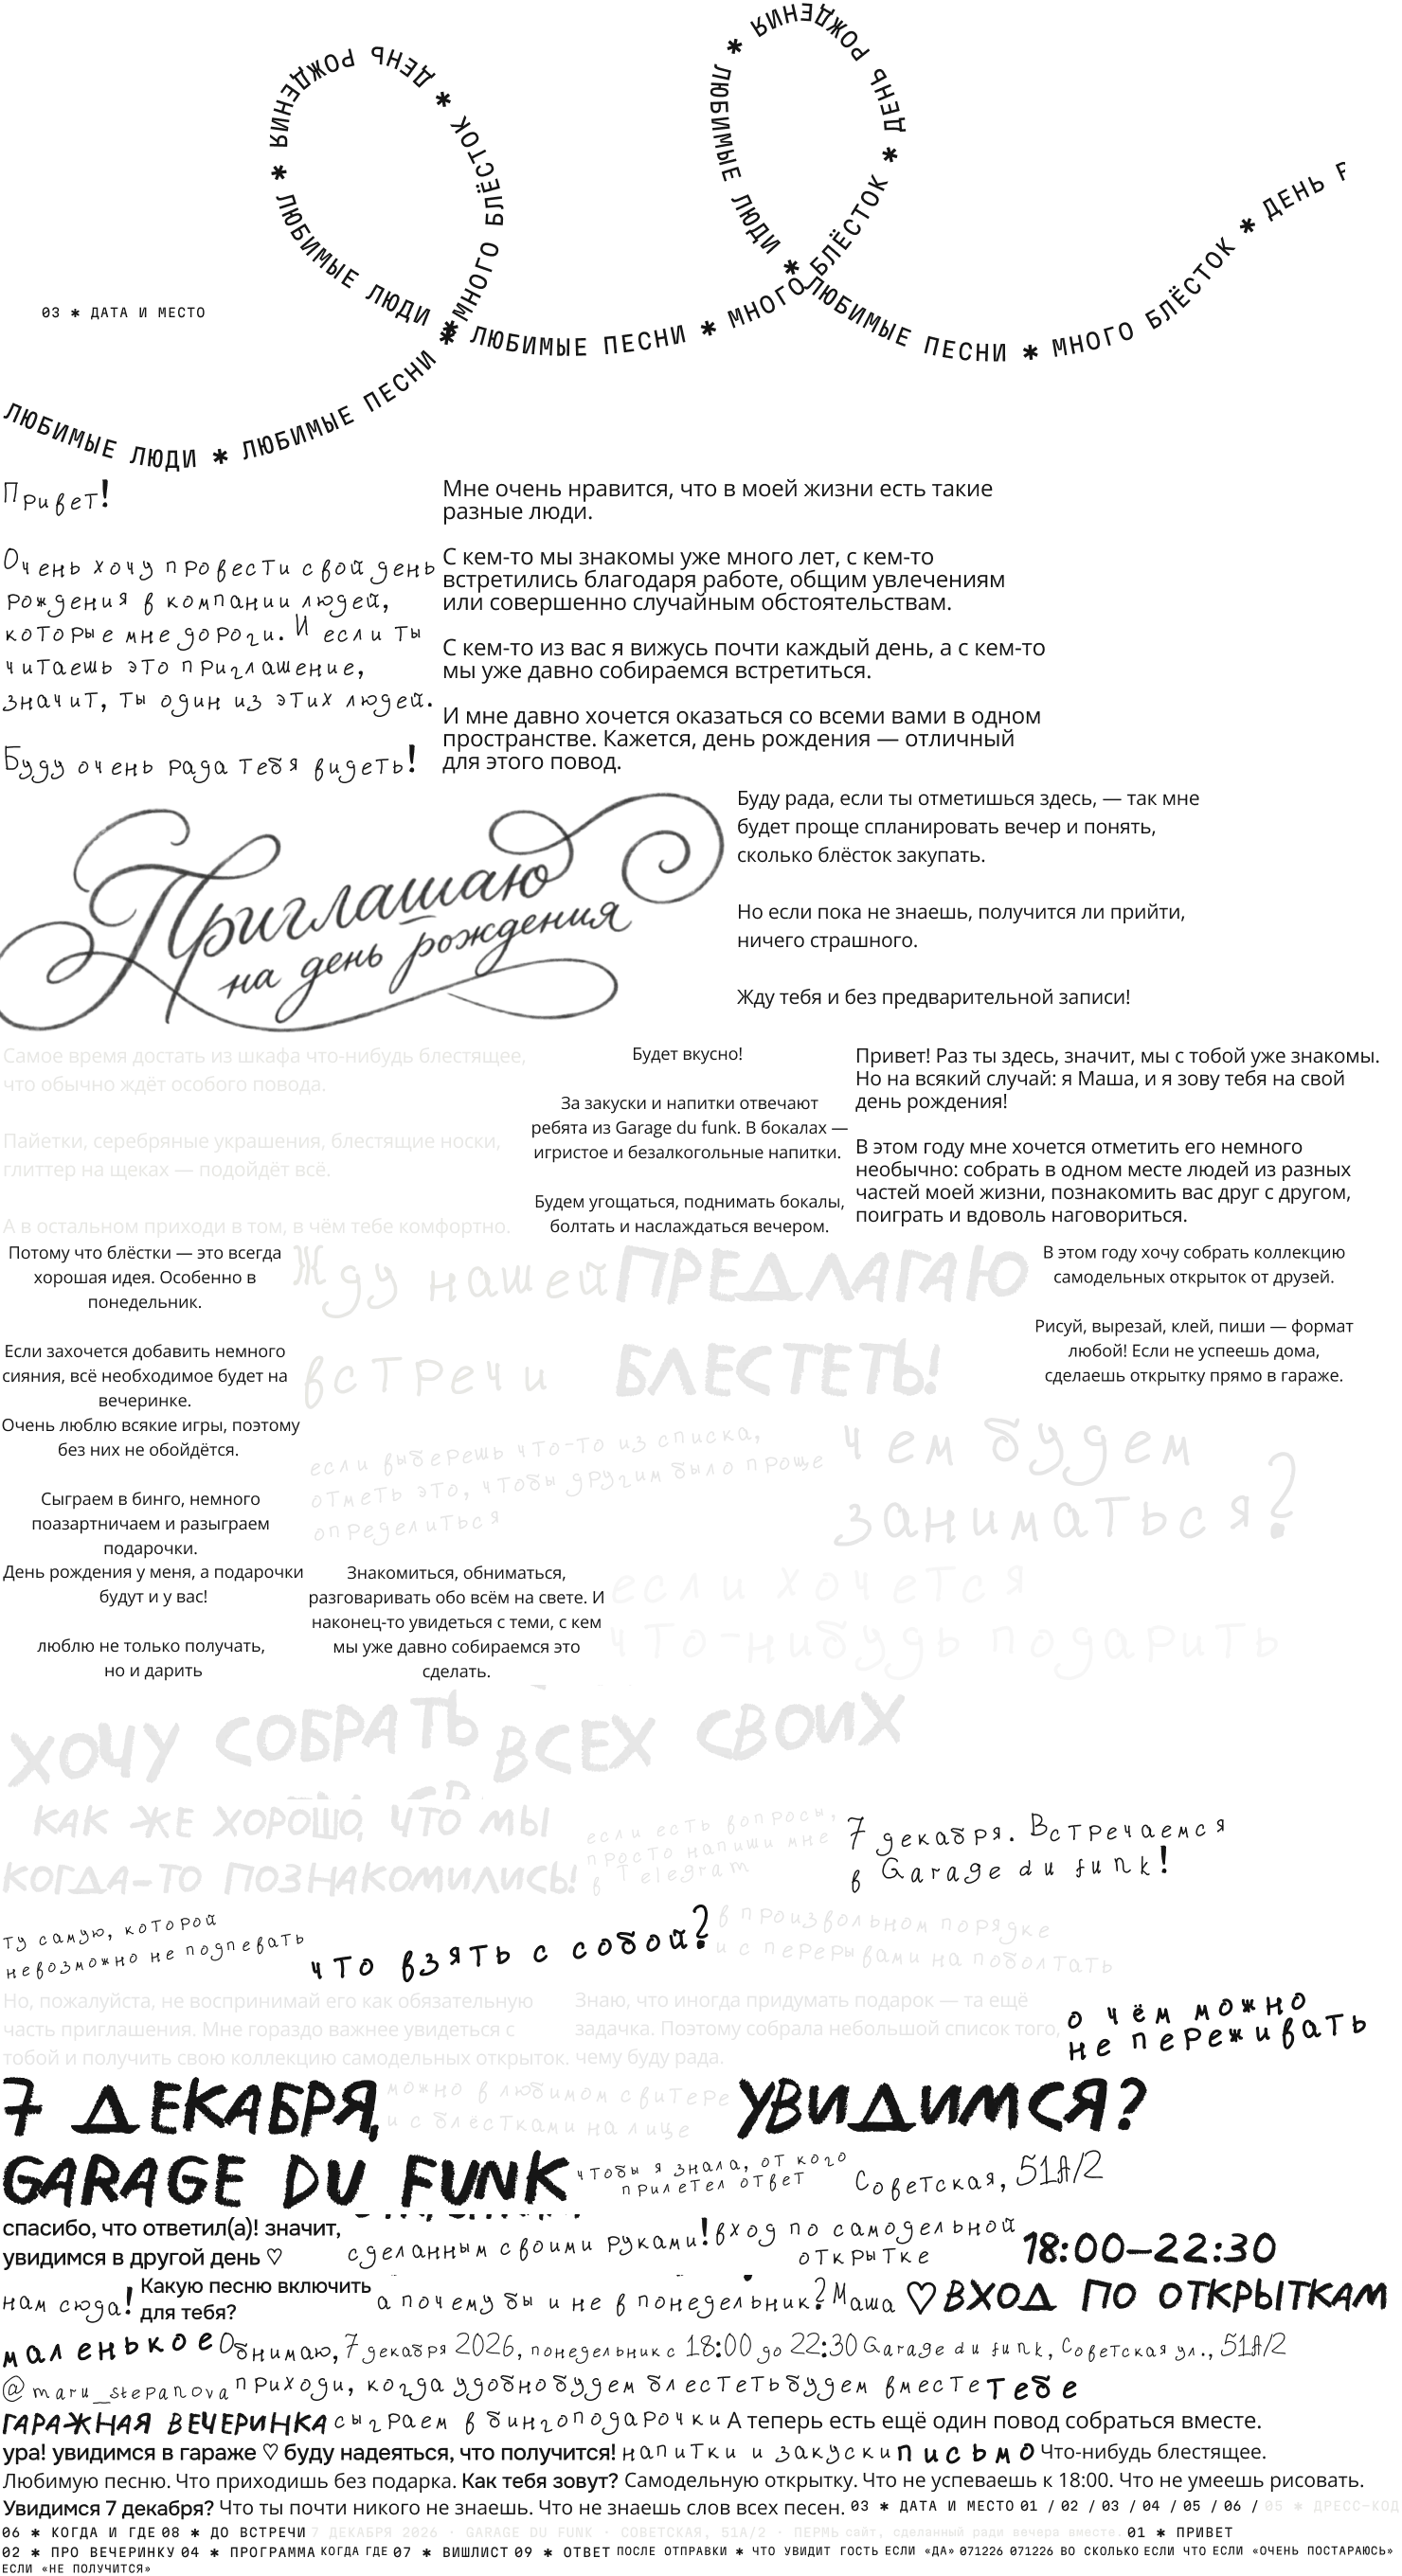 ЛЮБИМЫЕ ЛЮДИ ✱ ЛЮБИМЫЕ ПЕСНИ ✱ МНОГО БЛЁСТОК ✱ ДЕНЬ РОЖДЕНИЯ ✱ ЛЮБИМЫЕ ЛЮДИ ✱ ЛЮБИМЫЕ ПЕСНИ ✱ МНОГО БЛЁСТОК ✱ ДЕНЬ РОЖДЕНИЯ ✱ ЛЮБИМЫЕ ЛЮДИ ✱ ЛЮБИМЫЕ ПЕСНИ ✱ МНОГО БЛЁСТОК ✱ ДЕНЬ
03 ✱ ДАТА И МЕСТО
Привет!
Очень хочу провести свой день
рождения в компании людей,
которые мне дороги. И если ты
читаешь это приглашение,
значит, ты один из этих людей.
Буду очень рада тебя видеть!
Мне очень нравится, что в моей жизни есть такие
разные люди.
С кем-то мы знакомы уже много лет, с кем-то
встретились благодаря работе, общим увлечениям
или совершенно случайным обстоятельствам.
С кем-то из вас я вижусь почти каждый день, а с кем-то
мы уже давно собираемся встретиться.
И мне давно хочется оказаться со всеми вами в одном
пространстве. Кажется, день рождения — отличный
для этого повод.
Приглашаю
на день рождения
Буду рада, если ты отметишься здесь, — так мне
будет проще спланировать вечер и понять,
сколько блёсток закупать.
Но если пока не знаешь, получится ли прийти,
ничего страшного.
Жду тебя и без предварительной записи!
Самое время достать из шкафа что-нибудь блестящее,
что обычно ждёт особого повода.
Пайетки, серебряные украшения, блестящие носки,
глиттер на щеках — подойдёт всё.
А в остальном приходи в том, в чём тебе комфортно.
Будет вкусно!
За закуски и напитки отвечают
ребята из Garage du funk. В бокалах —
игристое и безалкогольные напитки.
Будем угощаться, поднимать бокалы,
болтать и наслаждаться вечером.
Привет! Раз ты здесь, значит, мы с тобой уже знакомы.
Но на всякий случай: я Маша, и я зову тебя на свой
день рождения!
В этом году мне хочется отметить его немного
необычно: собрать в одном месте людей из разных
частей моей жизни, познакомить вас друг с другом,
поиграть и вдоволь наговориться.
Потому что блёстки — это всегда
хорошая идея. Особенно в
понедельник.
Если захочется добавить немного
сияния, всё необходимое будет на
вечеринке.
Жду нашей
встречи
ПРЕДЛАГАЮ
БЛЕСТЕТЬ!
В этом году хочу собрать коллекцию
самодельных открыток от друзей.
Рисуй, вырезай, клей, пиши — формат
любой! Если не успеешь дома,
сделаешь открытку прямо в гараже.
Очень люблю всякие игры, поэтому
без них не обойдётся.
Сыграем в бинго, немного
поазартничаем и разыграем
подарочки.
если выберешь что-то из списка,
отметь это, чтобы другим было проще
определиться
чем будем
заниматься?
День рождения у меня, а подарочки
будут и у вас!
люблю не только получать,
но и дарить
Знакомиться, обниматься,
разговаривать обо всём на свете. И
наконец-то увидеться с теми, с кем
мы уже давно собираемся это
сделать.
если хочется
что-нибудь подарить
ХОЧУ СОБРАТЬ ВСЕХ СВОИХ
КАК ЖЕ ХОРОШО, ЧТО МЫ
КОГДА-ТО ПОЗНАКОМИЛИСЬ!
если есть вопросы,
просто напиши мне
в Telegram
7 декабря. Встречаемся
в Garage du funk!
ту самую, которой
невозможно не подпевать
что взять с собой?
в произвольном порядке
и с перерывами на поболтать
Но, пожалуйста, не воспринимай его как обязательную
часть приглашения. Мне гораздо важнее увидеться с
тобой и получить свою коллекцию самодельных открыток.
Знаю, что иногда придумать подарок — та ещё
задачка. Поэтому собрала небольшой список того,
чему буду рада.
о чём можно
не переживать
7 ДЕКАБРЯ,
GARAGE DU FUNK
можно в любимом свитере
и с блёстками на лице
УВИДИМСЯ?
чтобы я знала, от кого
прилетел ответ
Советская, 51А/2
спасибо, что ответил(а)! значит,
увидимся в другой день ♡
сделанным своими руками!
вход по самодельной
открытке
18:00—22:30
нам сюда!
Какую песню включить
для тебя?
а почему бы и не в понедельник?
Маша ♡
ВХОД ПО ОТКРЫТКАМ
маленькое
Обнимаю,
7 декабря 2026, понедельник
с 18:00 до 22:30
Garage du funk, Советская ул., 51А/2
@maru_stepanova
приходи, когда удобно
будем блестеть
будем вместе
тебе
ГАРАЖНАЯ ВЕЧЕРИНКА
сыграем в бинго
подарочки
А теперь есть ещё один повод собраться вместе.
ура! увидимся в гараже ♡
буду надеяться, что получится!
напитки и закуски
письмо
Что-нибудь блестящее.
Любимую песню.
Что приходишь без подарка.
Как тебя зовут?
Самодельную открытку.
Что не успеваешь к 18:00.
Что не умеешь рисовать.
Увидимся 7 декабря?
Что ты почти никого не знаешь.
Что не знаешь слов всех песен.
03 ✱ ДАТА И МЕСТО
01 / 02 / 03 / 04 / 05 / 06 /
05 ✱ ДРЕСС-КОД
06 ✱ КОГДА И ГДЕ
08 ✱ ДО ВСТРЕЧИ
7 ДЕКАБРЯ 2026 · GARAGE DU FUNK · СОВЕТСКАЯ, 51А/2 · ПЕРМЬ
сайт, сделанный ради вечера вместе.
01 ✱ ПРИВЕТ
02 ✱ ПРО ВЕЧЕРИНКУ
04 ✱ ПРОГРАММА
КОГДА
ГДЕ
07 ✱ ВИШЛИСТ
09 ✱ ОТВЕТ
ПОСЛЕ ОТПРАВКИ ✱ ЧТО УВИДИТ ГОСТЬ
ЕСЛИ «ДА»
071226
071226
ВО СКОЛЬКО
ЕСЛИ ЧТО
ЕСЛИ «ОЧЕНЬ ПОСТАРАЮСЬ»
ЕСЛИ «НЕ ПОЛУЧИТСЯ»